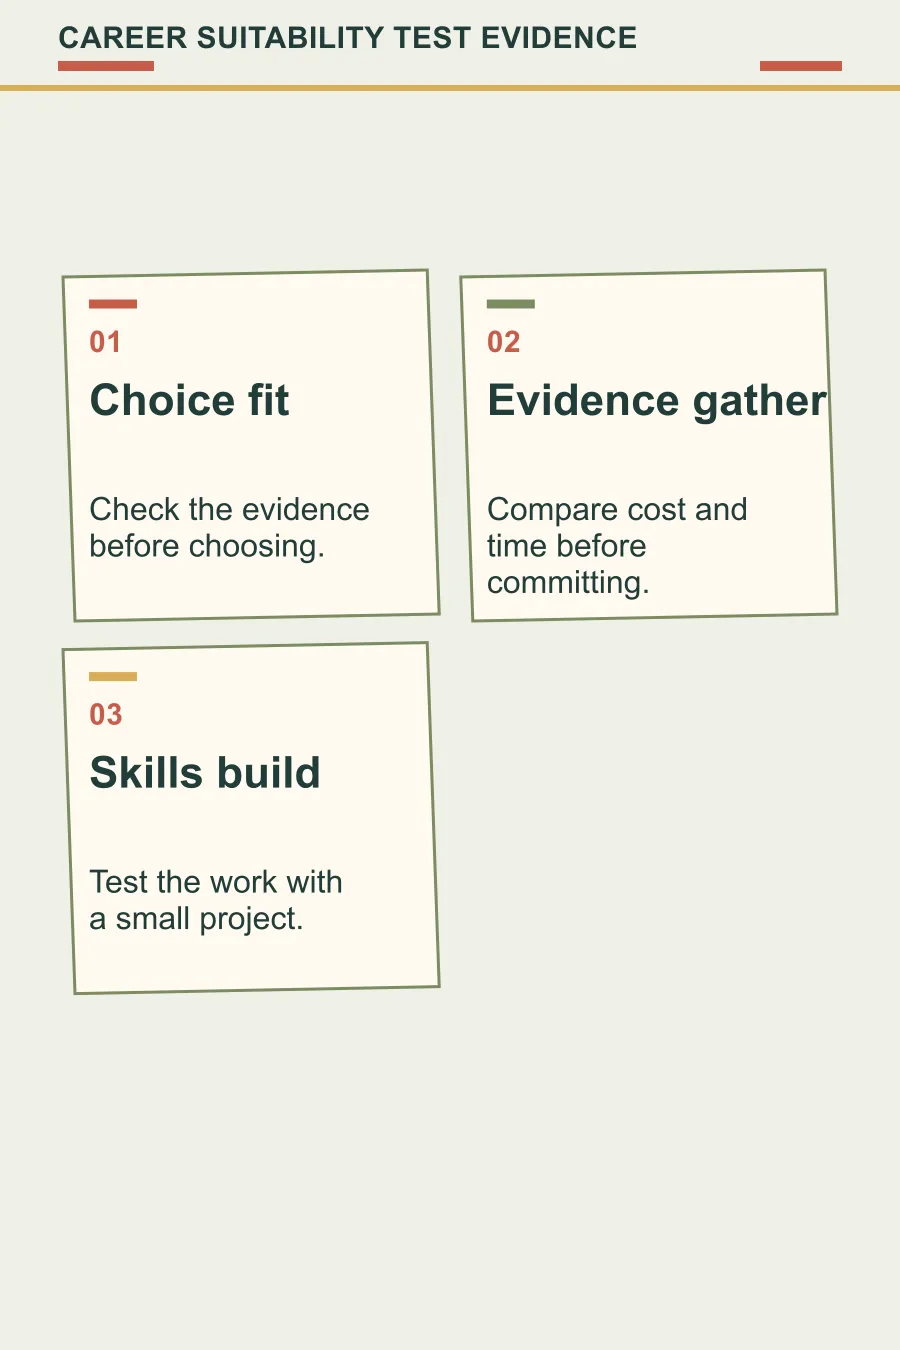 CAREER SUITABILITY TEST EVIDENCE
01
Choice fit
Check the evidence
before choosing.
02
Evidence gather
Compare cost and
time before
committing.
03
Skills build
Test the work with
a small project.